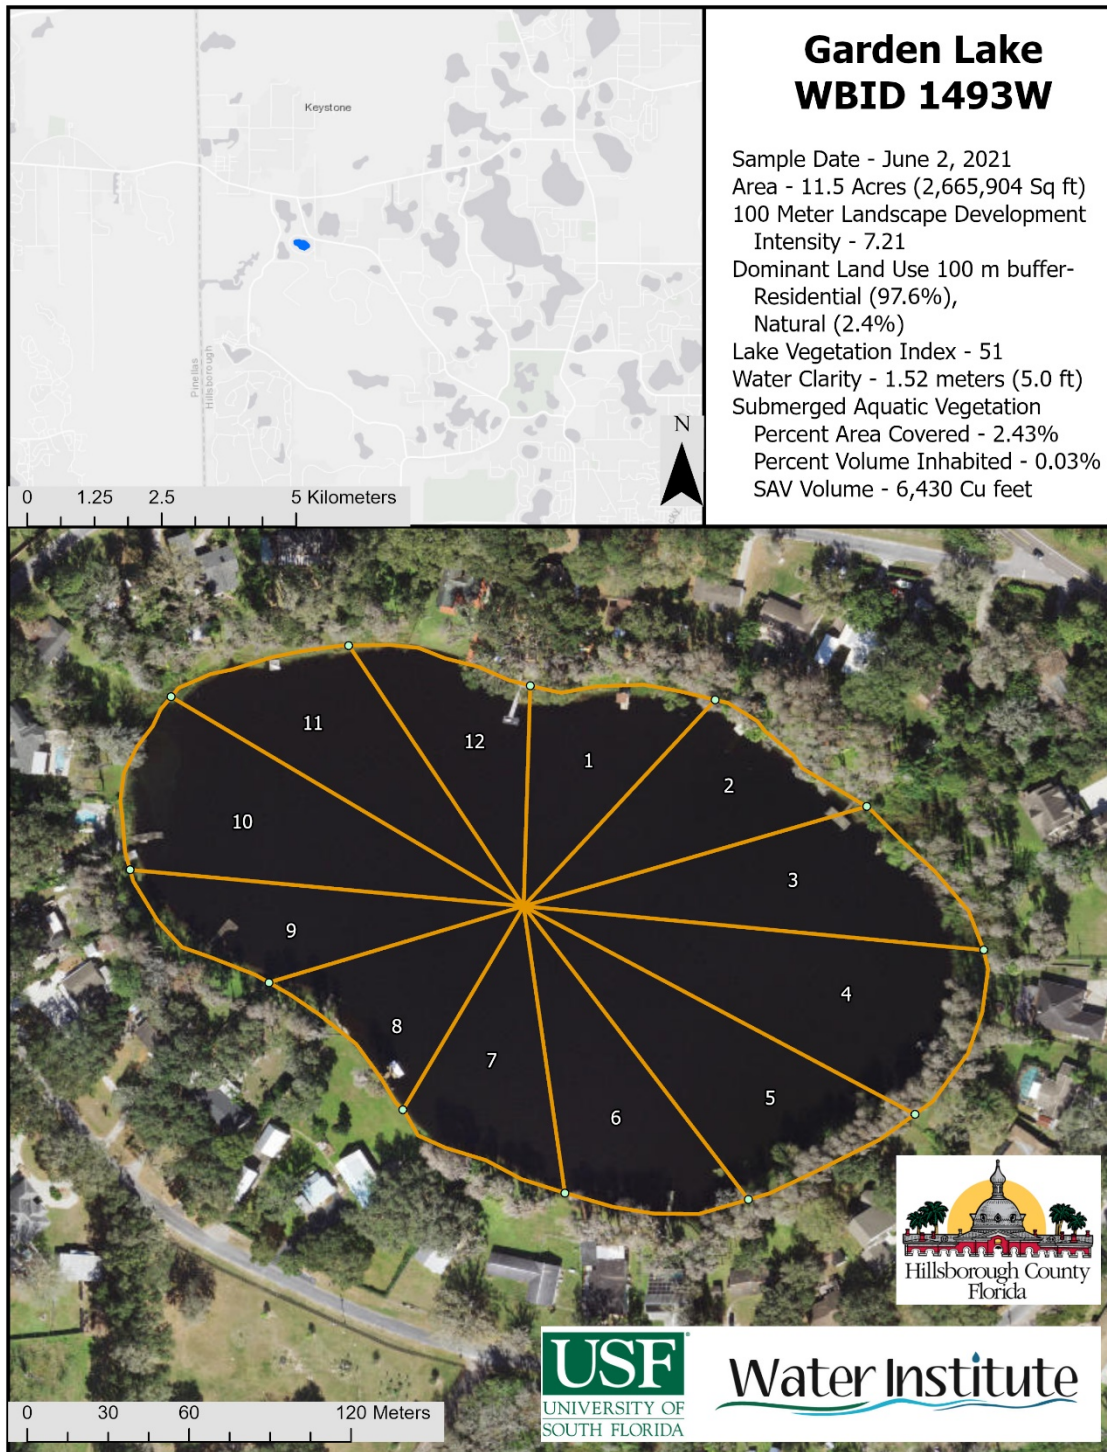 Keystone
Pinellas
Hillsborough
N
0 1.25 2.5 5 Kilometers
Garden Lake
WBID 1493W
Sample Date - June 2, 2021
Area - 11.5 Acres (2,665,904 Sq ft)
100 Meter Landscape Development
Intensity - 7.21
Dominant Land Use 100 m buffer-
Residential (97.6%),
Natural (2.4%)
Lake Vegetation Index - 51
Water Clarity - 1.52 meters (5.0 ft)
Submerged Aquatic Vegetation
Percent Area Covered - 2.43%
Percent Volume Inhabited - 0.03%
SAV Volume - 6,430 Cu feet
11
12
1
2
10
3
9
4
8
7
5
6
Hillsborough County
Florida
USF
UNIVERSITY OF
SOUTH FLORIDA
Water Institute
0 30 60 120 Meters